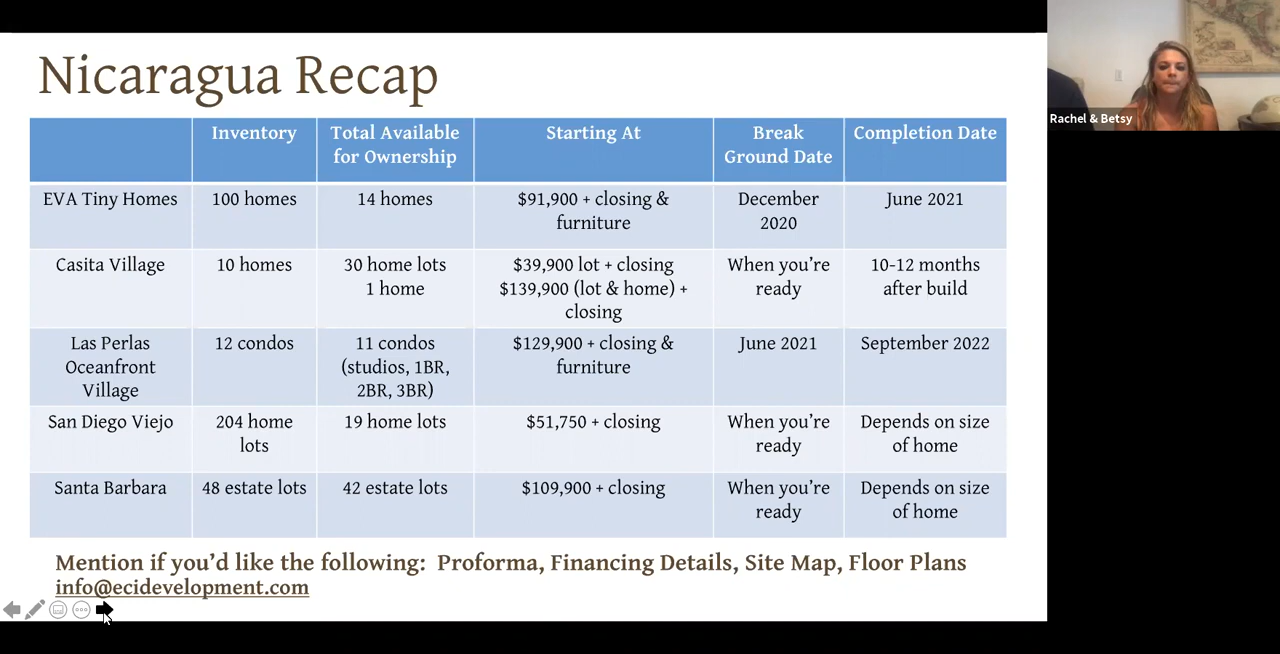 Nicaragua Recap
Inventory
Total Available
for Ownership
Starting At
Break
Ground Date
Completion Date
EVA Tiny Homes
100 homes
14 homes
$91,900 + closing &
furniture
December
2020
June 2021
Casita Village
10 homes
30 home lots
1 home
$39,900 lot + closing
$139,900 (lot & home) +
closing
When you’re
ready
10-12 months
after build
Las Perlas
Oceanfront
Village
12 condos
11 condos
(studios, 1BR,
2BR, 3BR)
$129,900 + closing &
furniture
June 2021
September 2022
San Diego Viejo
204 home
lots
19 home lots
$51,750 + closing
When you’re
ready
Depends on size
of home
Santa Barbara
48 estate lots
42 estate lots
$109,900 + closing
When you’re
ready
Depends on size
of home
Mention if you’d like the following: Proforma, Financing Details, Site Map, Floor Plans
info@ecidevelopment.com
Rachel & Betsy